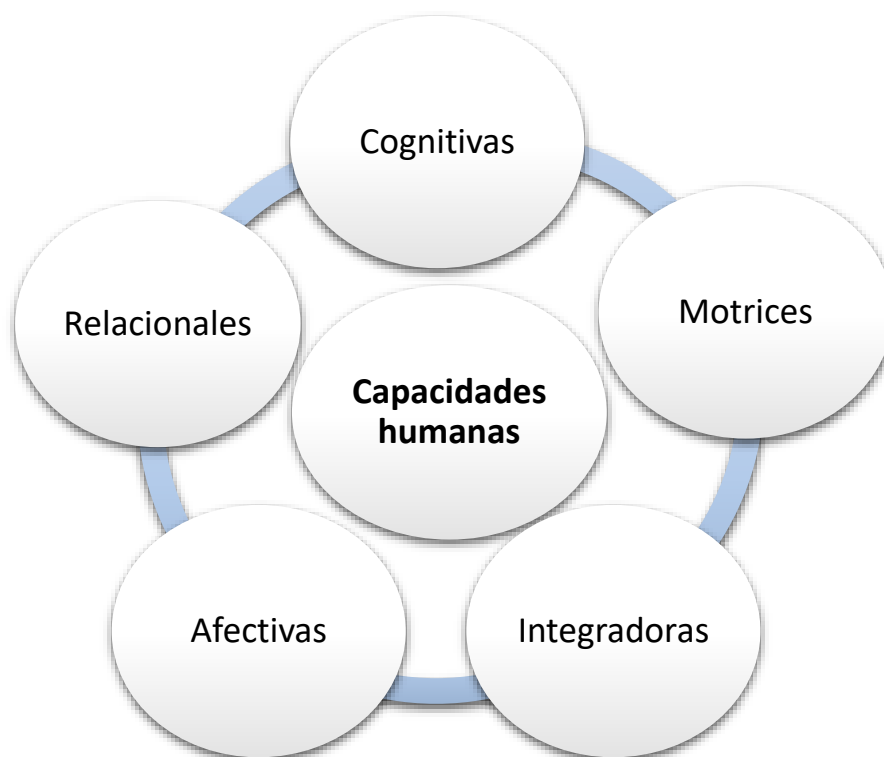 Cognitivas
Motrices
Relacionales
Capacidades
humanas
Afectivas
Integradoras